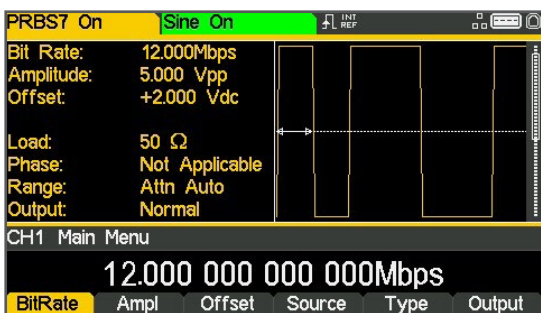 PRBS7 On Sine On INT REF
Bit Rate: 12.000Mbps
Amplitude: 5.000 Vpp
Offset: +2.000 Vdc
Load: 50 Ω
Phase: Not Applicable
Range: Attn Auto
Output: Normal
CH1 Main Menu
12.000 000 000 000Mbps
BitRate Ampl Offset Source Type Output